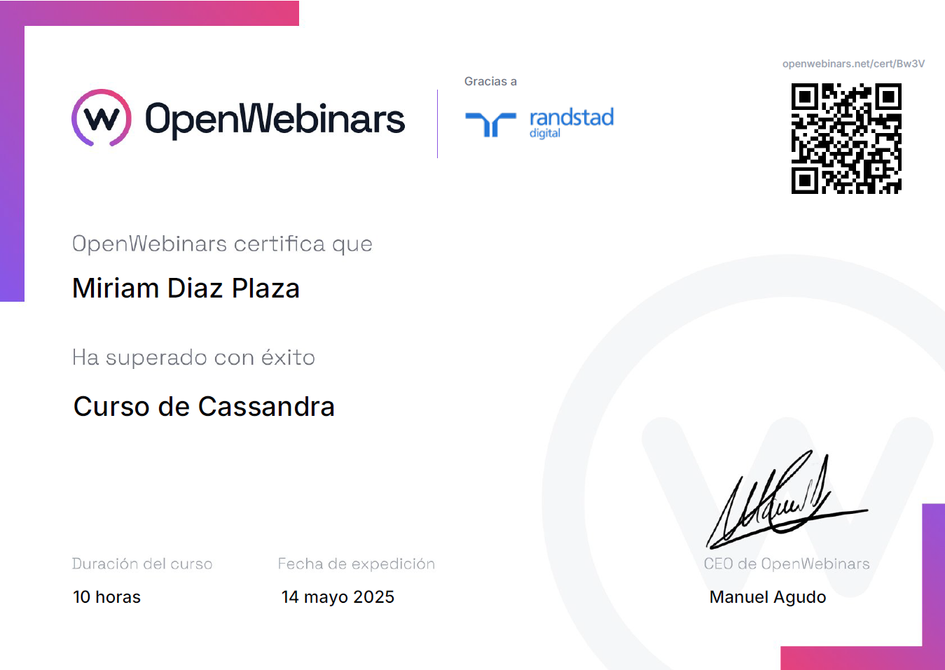 openwebinars.net/cert/Bw3V
OpenWebinars
Gracias a
randstad
digital
OpenWebinars certifica que
Miriam Diaz Plaza
Ha superado con éxito
Curso de Cassandra
Duración del curso
10 horas
Fecha de expedición
14 mayo 2025
CEO de OpenWebinars
Manuel Agudo